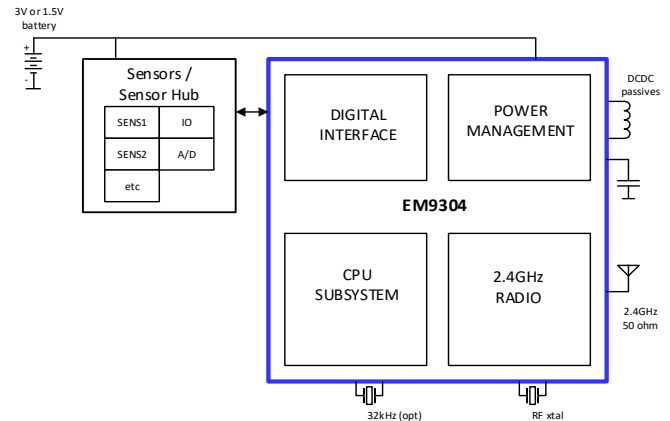 3V or 1.5V
battery
+
-
Sensors /
Sensor Hub
SENS1
IO
SENS2
A/D
etc
DIGITAL
INTERFACE
POWER
MANAGEMENT
DCDC
passives
EM9304
CPU
SUBSYSTEM
2.4GHz
RADIO
2.4GHz
50 ohm
32kHz (opt)
RF xtal